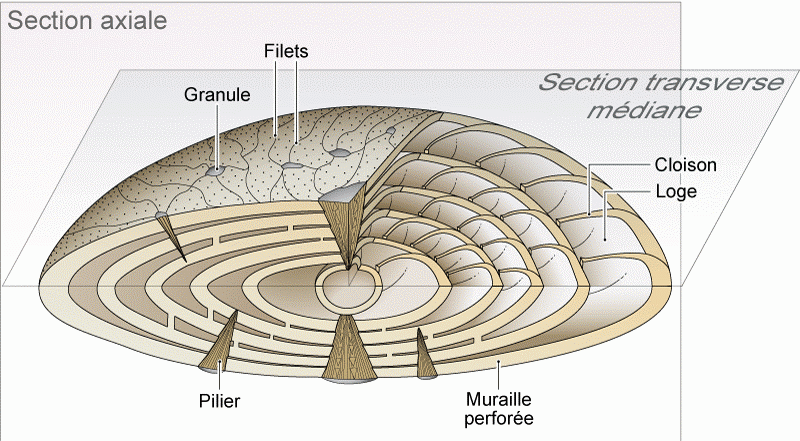 Section axiale
Filets
Section transverse
médiane
Granule
Cloison
Loge
Pilier
Muraille
perforée